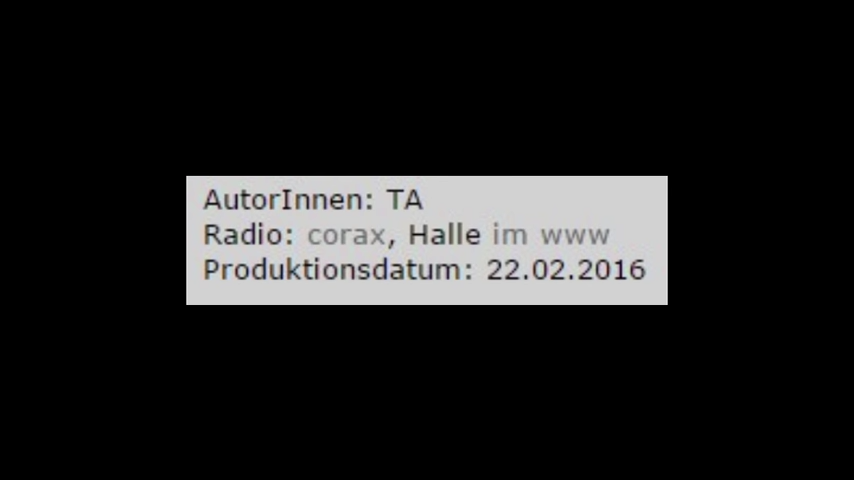 AutorInnen: TA
Radio: corax, Halle im www
Produktionsdatum: 22.02.2016